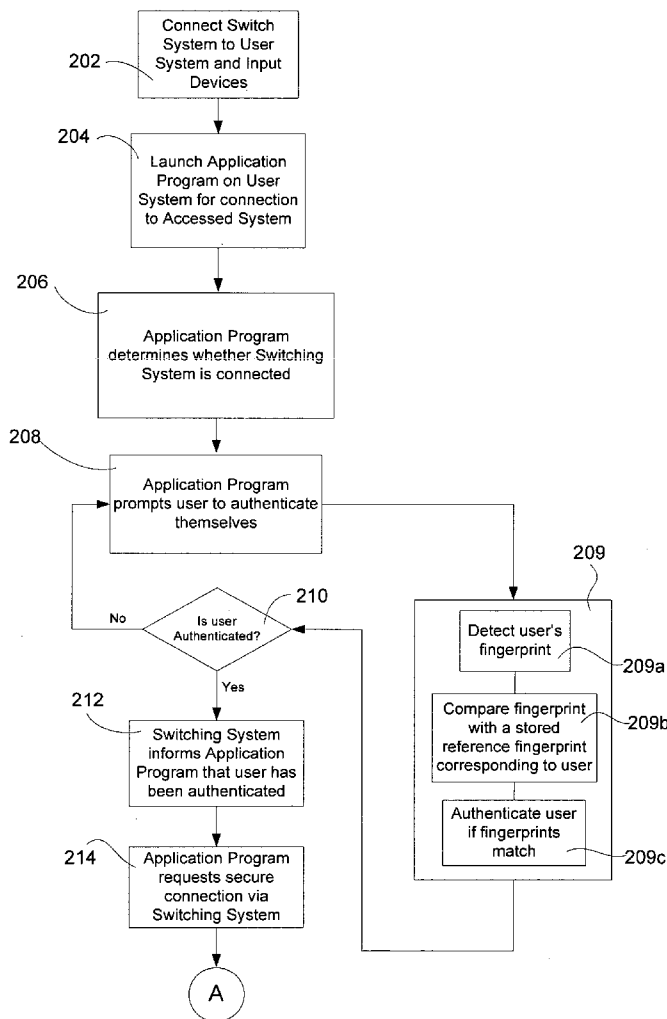 Connect Switch
System to User
System and Input
Devices
202
204
Launch Application
Program on User
System for connection
to Accessed System
206
Application Program
determines whether Switching
System is connected
208
Application Program
prompts user to authenticate
themselves
209
No
Is user
Authenticated?
210
Yes
Detect user's
fingerprint
209a
Compare fingerprint
with a stored
reference fingerprint
corresponding to user
209b
Authenticate user
if fingerprints
match
209c
212
Switching System
informs Application
Program that user has
been authenticated
214
Application Program
requests secure
connection via
Switching System
A